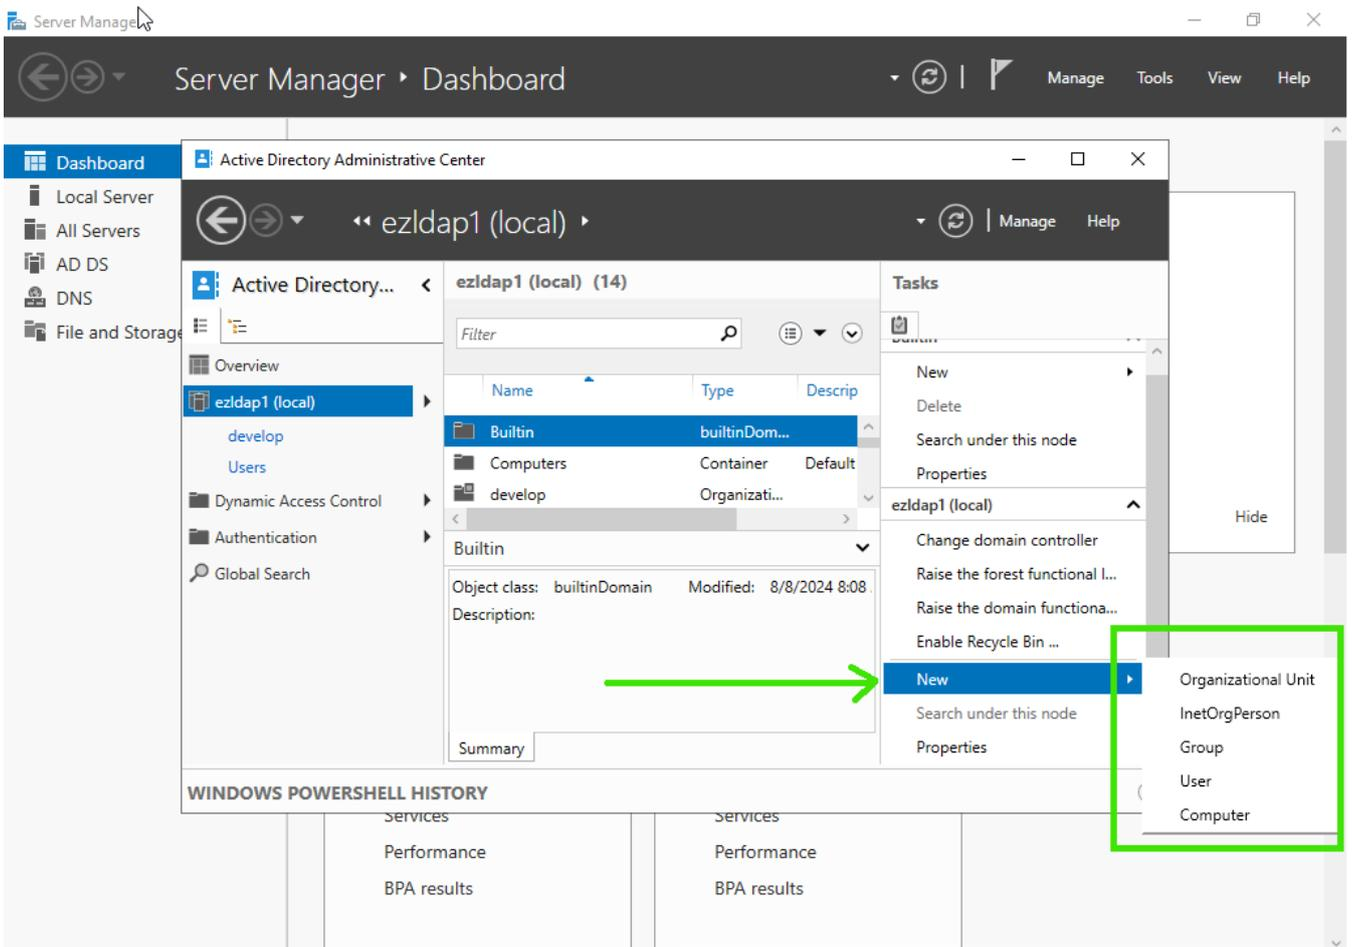 Server Manager
Server Manager ‣ Dashboard
Manage Tools View Help
Dashboard
Local Server
All Servers
AD DS
DNS
File and Storage
Active Directory Administrative Center
ezldap1 (local)
Manage Help
Active Directory...
Overview
ezldap1 (local)
develop
Users
Dynamic Access Control
Authentication
Global Search
ezldap1 (local) (14)
Filter
Name Type Descrip
Builtin builtinDom...
Computers Container Default
develop Organizati...
Builtin
Object class: builtinDomain Modified: 8/8/2024 8:08
Description:
Summary
Tasks
Builtin
New
Delete
Search under this node
Properties
ezldap1 (local)
Change domain controller
Raise the forest functional l...
Raise the domain functiona...
Enable Recycle Bin ...
New
Search under this node
Properties
Organizational Unit
InetOrgPerson
Group
User
Computer
Hide
WINDOWS POWERSHELL HISTORY
Services
Performance
BPA results
Services
Performance
BPA results